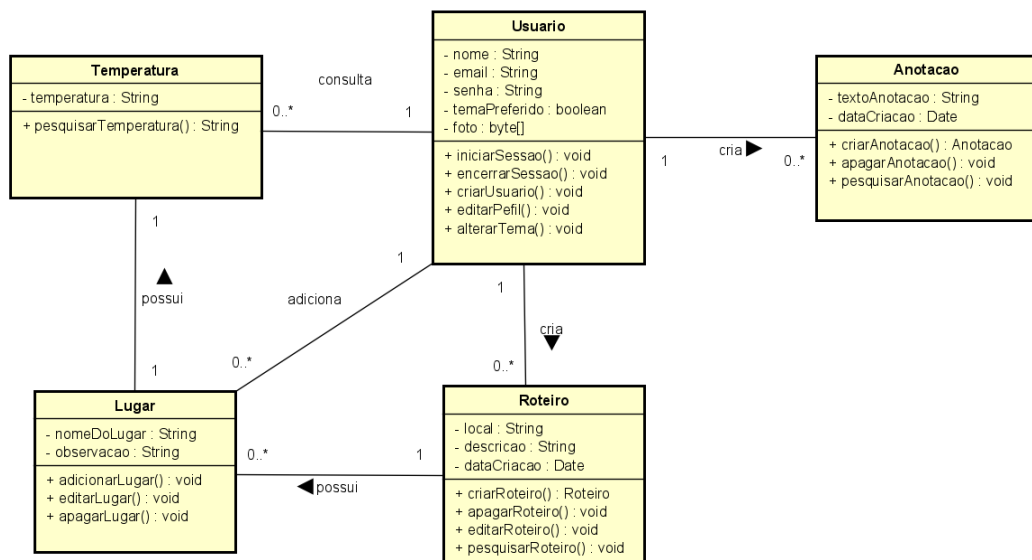 Usuario
- nome : String
- email : String
- senha : String
- temaPreferido : boolean
- foto : byte[]
+ iniciarSessao() : void
+ encerrarSessao() : void
+ criarUsuario() : void
+ editarPefil() : void
+ alterarTema() : void
Temperatura
- temperatura : String
+ pesquisarTemperatura() : String
consulta
0..*
1
Anotacao
- textoAnotacao : String
- dataCriacao : Date
+ criarAnotacao() : Anotacao
+ apagarAnotacao() : void
+ pesquisarAnotacao() : void
cria
1
0..*
1
possui
1
1
adiciona
0..*
1
cria
0..*
Lugar
- nomeDoLugar : String
- observacao : String
+ adicionarLugar() : void
+ editarLugar() : void
+ apagarLugar() : void
0..*
1
possui
Roteiro
- local : String
- descricao : String
- dataCriacao : Date
+ criarRoteiro() : Roteiro
+ apagarRoteiro() : void
+ editarRoteiro() : void
+ pesquisarRoteiro() : void